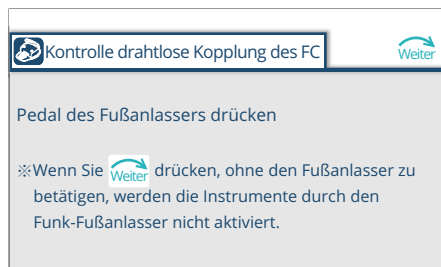 Kontrolle drahtlose Kopplung des FC Weiter
Pedal des Fußanlassers drücken
※Wenn Sie Weiter drücken, ohne den Fußanlasser zu
betätigen, werden die Instrumente durch den
Funk-Fußanlasser nicht aktiviert.